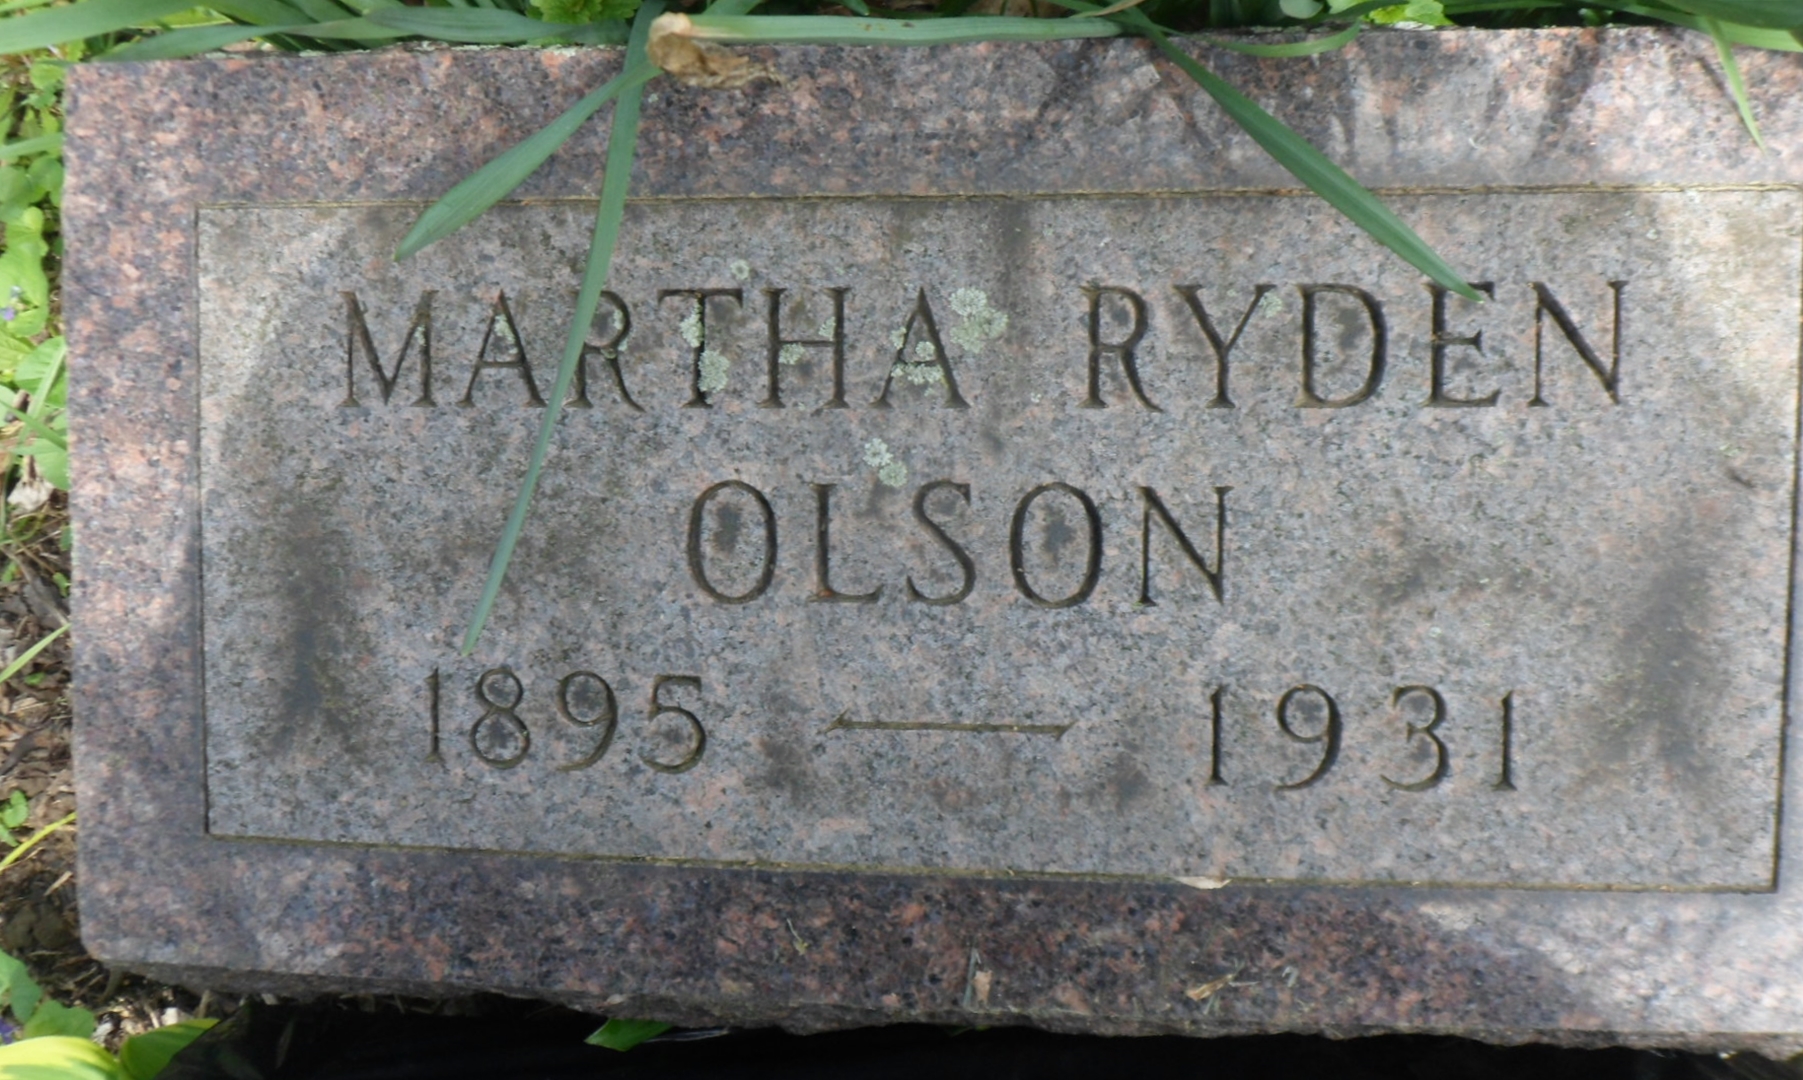 MARTHA RYDEN
OLSON
1895 — 1931